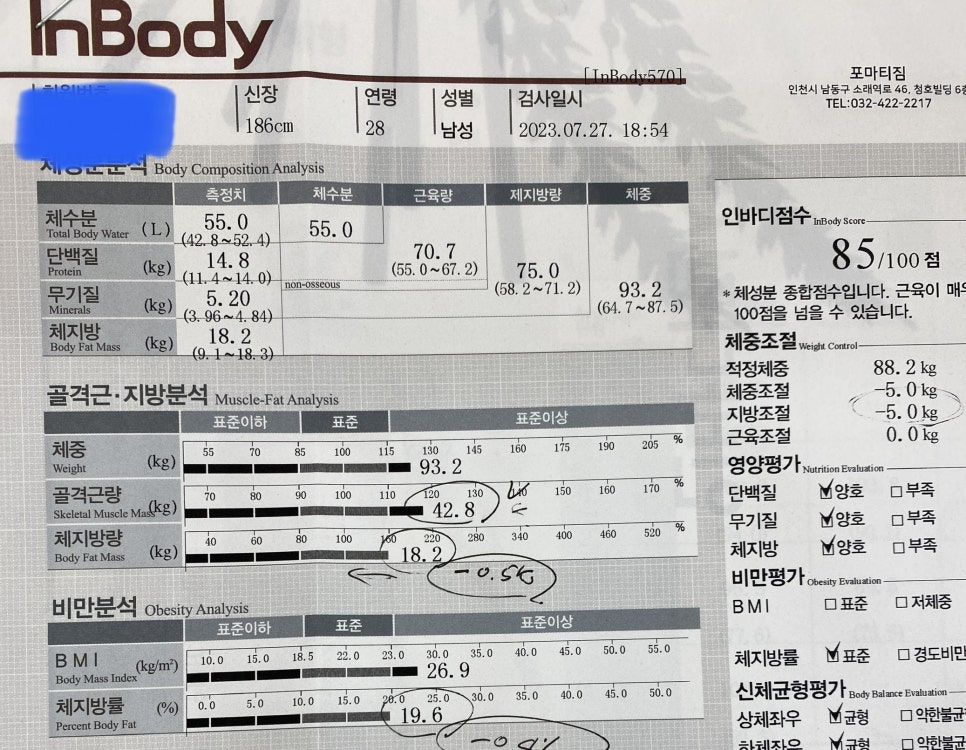 InBody
[InBody570]
포마티짐
인천시 남동구 소래역로 46, 청호빌딩 6
TEL:032-422-2217
신장 연령 성별 검사일시
186cm 28 남성 2023.07.27. 18:54
체성분분석 Body Composition Analysis
측정치 체수분 근육량 제지방량 체중
체수분 Total Body Water (L) 55.0 (42.8~52.4) 55.0
단백질 Protein (kg) 14.8 (11.4~14.0) 70.7 (55.0~67.2)
무기질 Minerals (kg) 5.20 (3.96~4.84) non-osseous 75.0 (58.2~71.2)
체지방 Body Fat Mass (kg) 18.2 (9.1~18.3) 93.2 (64.7~87.5)
골격근·지방분석 Muscle-Fat Analysis
표준이하 표준 표준이상
체중 Weight (kg) 55 70 85 100 115 130 145 160 175 190 205 % 93.2
골격근량 Skeletal Muscle Mass (kg) 70 80 90 100 110 120 130 140 150 160 170 % 42.8
체지방량 Body Fat Mass (kg) 40 60 80 100 160 220 280 340 400 460 520 % 18.2
-5.0
비만분석 Obesity Analysis
표준이하 표준 표준이상
BMI Body Mass Index (kg/m²) 10.0 15.0 18.5 22.0 23.0 30.0 35.0 40.0 45.0 50.0 55.0 26.9
체지방률 Percent Body Fat (%) 0.0 5.0 10.0 15.0 20.0 25.0 30.0 35.0 40.0 45.0 50.0 19.6
인바디점수 InBody Score
85/100 점
* 체성분 종합점수입니다. 근육이 매우
100점을 넘을 수 있습니다.
체중조절 Weight Control
적정체중 88.2 kg
체중조절 -5.0 kg
지방조절 -5.0 kg
근육조절 0.0 kg
영양평가 Nutrition Evaluation
단백질 양호 부족
무기질 양호 부족
체지방 양호 부족
비만평가 Obesity Evaluation
BMI 표준 저체중
체지방률 표준 경도비만
신체균형평가 Body Balance Evaluation
상체좌우 균형 약한불균형
하체좌우 균형 약한불균